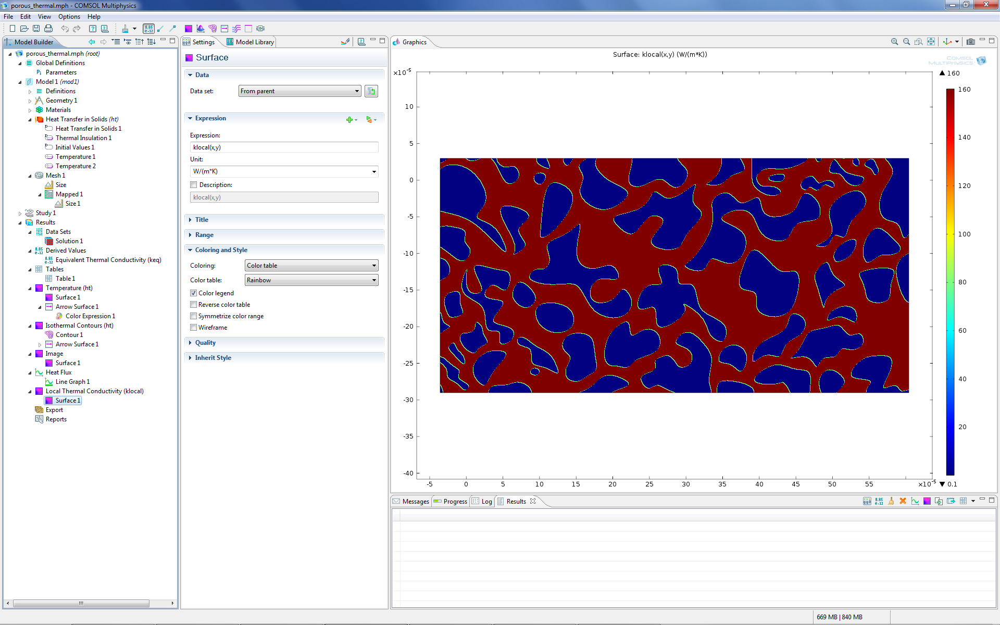 porous_thermal.mph - COMSOL Multiphysics
File Edit View Options Help
Model Builder
porous_thermal.mph (root)
Global Definitions
Pi Parameters
Model 1 (mod1)
Definitions
Geometry 1
Materials
Heat Transfer in Solids (ht)
Heat Transfer in Solids 1
Thermal Insulation 1
Initial Values 1
Temperature 1
Temperature 2
Mesh 1
Size
Mapped 1
Size 1
Study 1
Results
Data Sets
Solution 1
8.85 e-12 Derived Values
8.85 e-12 Equivalent Thermal Conductivity (keq)
Tables
Table 1
Temperature (ht)
Surface 1
Arrow Surface 1
Color Expression 1
Isothermal Contours (ht)
Contour 1
Arrow Surface 1
Image
Surface 1
Heat Flux
Line Graph 1
Local Thermal Conductivity (klocal)
Surface 1
Export
Reports
Settings Model Library
Surface
Data
Data set: From parent
Expression
Expression:
klocal(x,y)
Unit:
W/(m*K)
Description:
klocal(x,y)
Title
Range
Coloring and Style
Coloring: Color table
Color table: Rainbow
Color legend
Reverse color table
Symmetrize color range
Wireframe
Quality
Inherit Style
Graphics
Surface: klocal(x,y) (W/(m*K))
COMSOL
MULTIPHYSICS
×10-5
10
5
0
-5
-10
-15
-20
-25
-30
-35
-40
-5 0 5 10 15 20 25 30 35 40 45 50 55 ×10-5
▲ 160
160
140
120
100
80
60
40
20
▼ 0.1
Messages Progress Log Results
8.85 e-12
669 MB | 840 MB